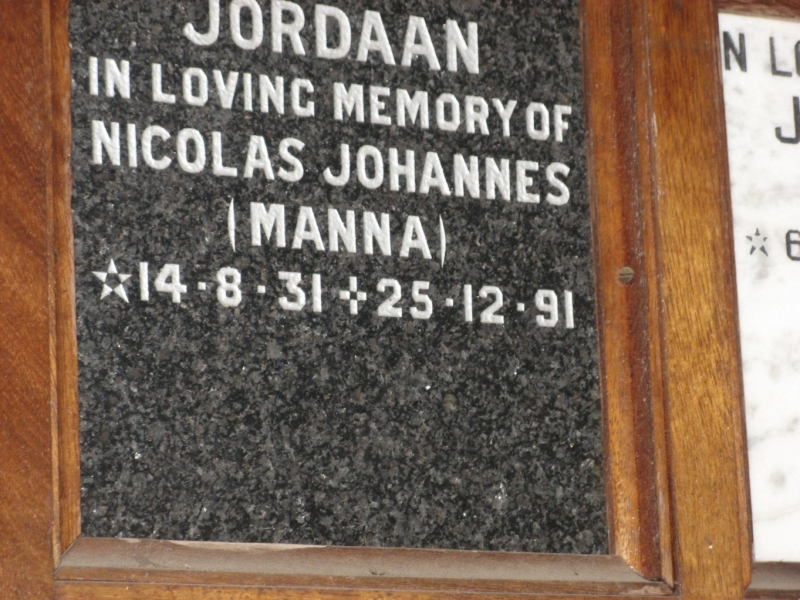 JORDAAN
IN LOVING MEMORY OF
NICOLAS JOHANNES
(MANNA)
☆14·8·31 ✢ 25·12·91